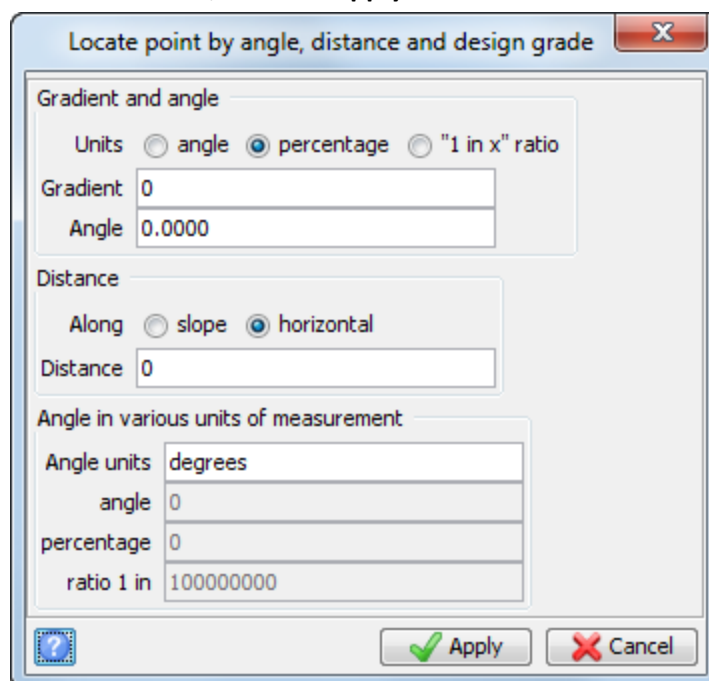 Locate point by angle, distance and design grade
Gradient and angle
Units angle percentage "1 in x" ratio
Gradient 0
Angle 0.0000
Distance
Along slope horizontal
Distance 0
Angle in various units of measurement
Angle units degrees
angle 0
percentage 0
ratio 1 in 100000000
? Apply Cancel